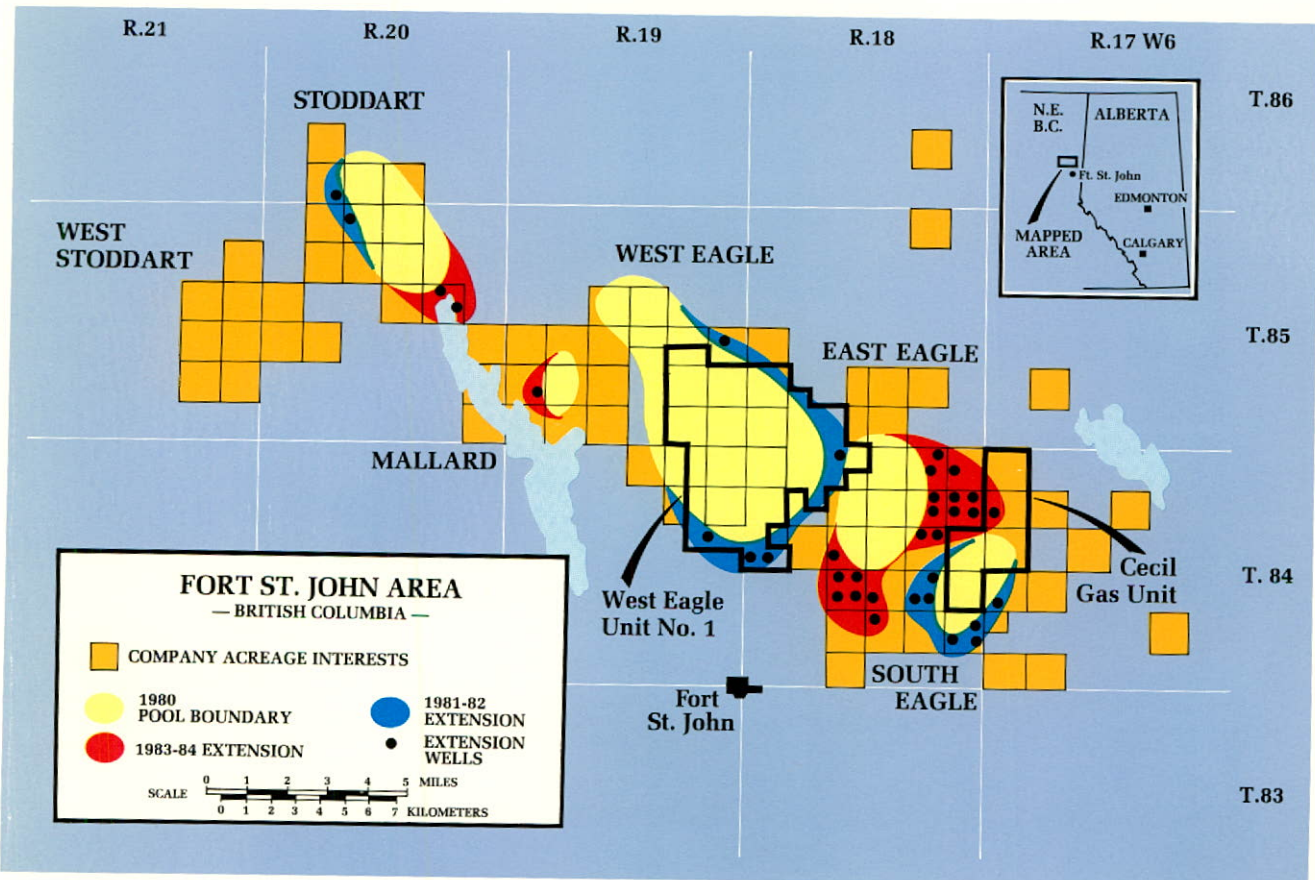 R.21
R.20
R.19
R.18
R.17 W6
T.86
STODDART
N.E.
B.C.
ALBERTA
Ft. St. John
EDMONTON
CALGARY
MAPPED
AREA
WEST
STODDART
WEST EAGLE
T.85
EAST EAGLE
MALLARD
West Eagle
Unit No. 1
Cecil
Gas Unit
T. 84
SOUTH
EAGLE
Fort
St. John
T.83
FORT ST. JOHN AREA
— BRITISH COLUMBIA —
COMPANY ACREAGE INTERESTS
1980
POOL BOUNDARY
1981-82
EXTENSION
1983-84 EXTENSION
EXTENSION
WELLS
SCALE
0 1 2 3 4 5 MILES
0 1 2 3 4 5 6 7 KILOMETERS